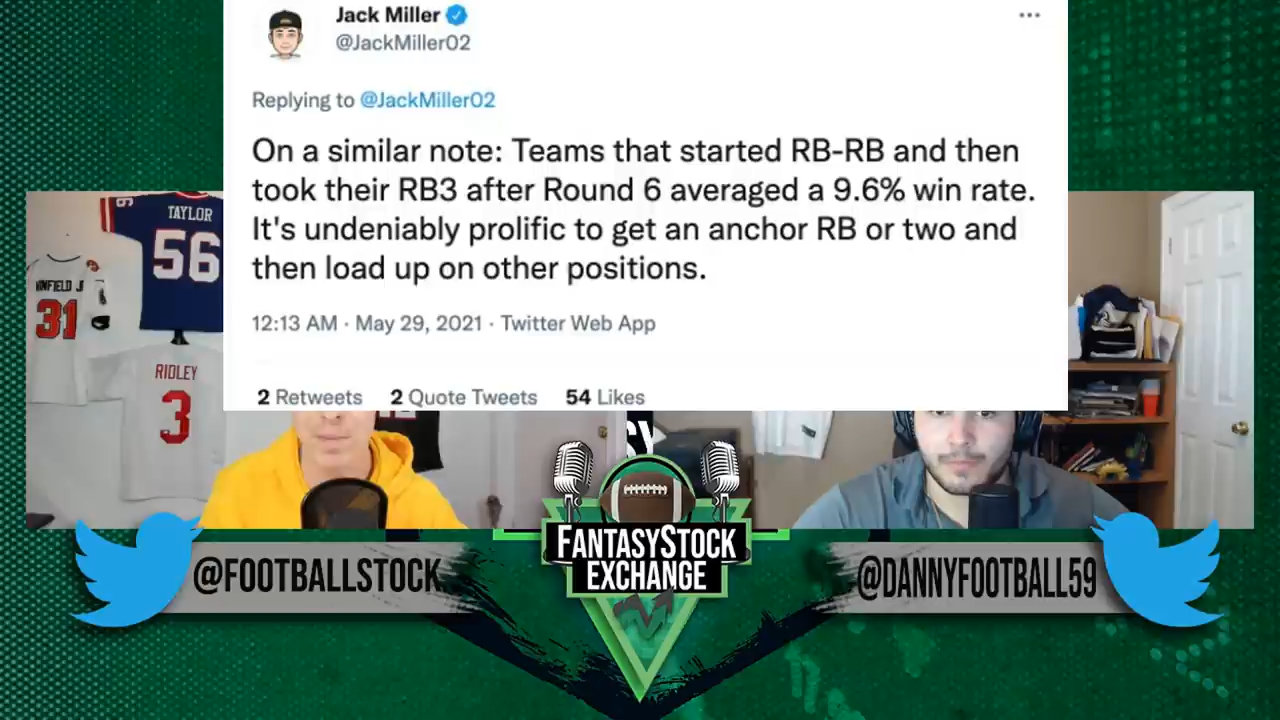 Jack Miller
@JackMiller02
Replying to @JackMiller02
On a similar note: Teams that started RB-RB and then
took their RB3 after Round 6 averaged a 9.6% win rate.
It's undeniably prolific to get an anchor RB or two and
then load up on other positions.
12:13 AM · May 29, 2021 · Twitter Web App
2 Retweets 2 Quote Tweets 54 Likes
TAYLOR
56
WINFIELD J
31
RIDLEY
3
@FOOTBALLSTOCK
FANTASYSTOCK
EXCHANGE
@DANNYFOOTBALL59